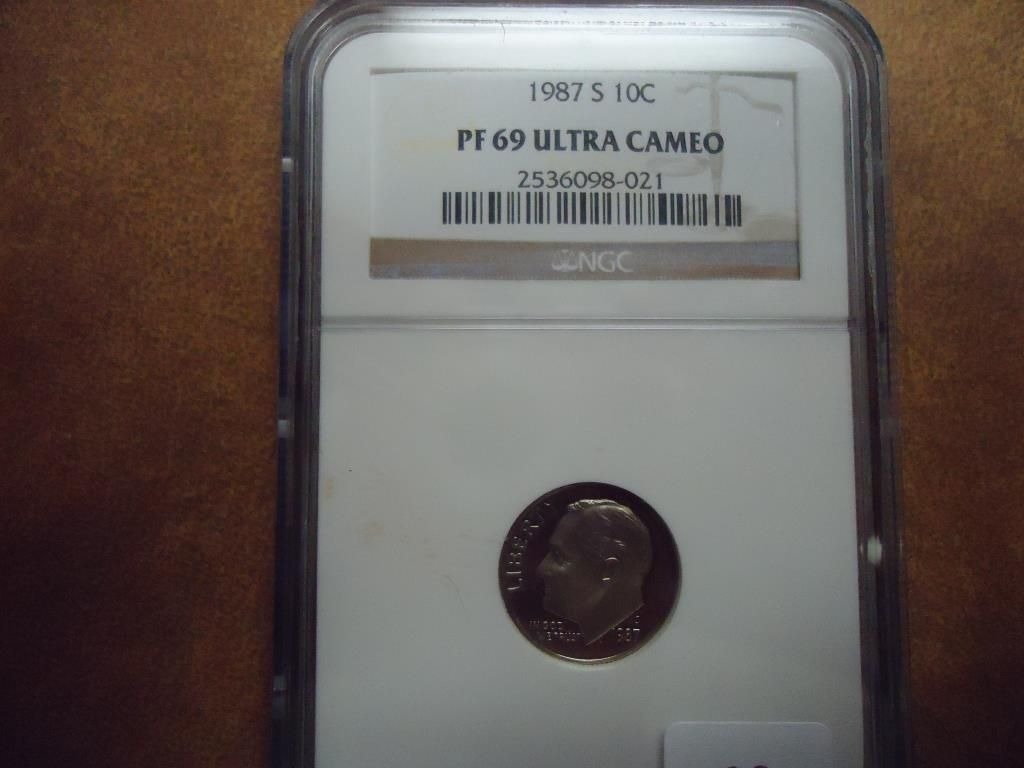 1987 S 10C
PF 69 ULTRA CAMEO
2536098-021
NGC
LIBERTY
IN GOD
WE TRUST
S
1987